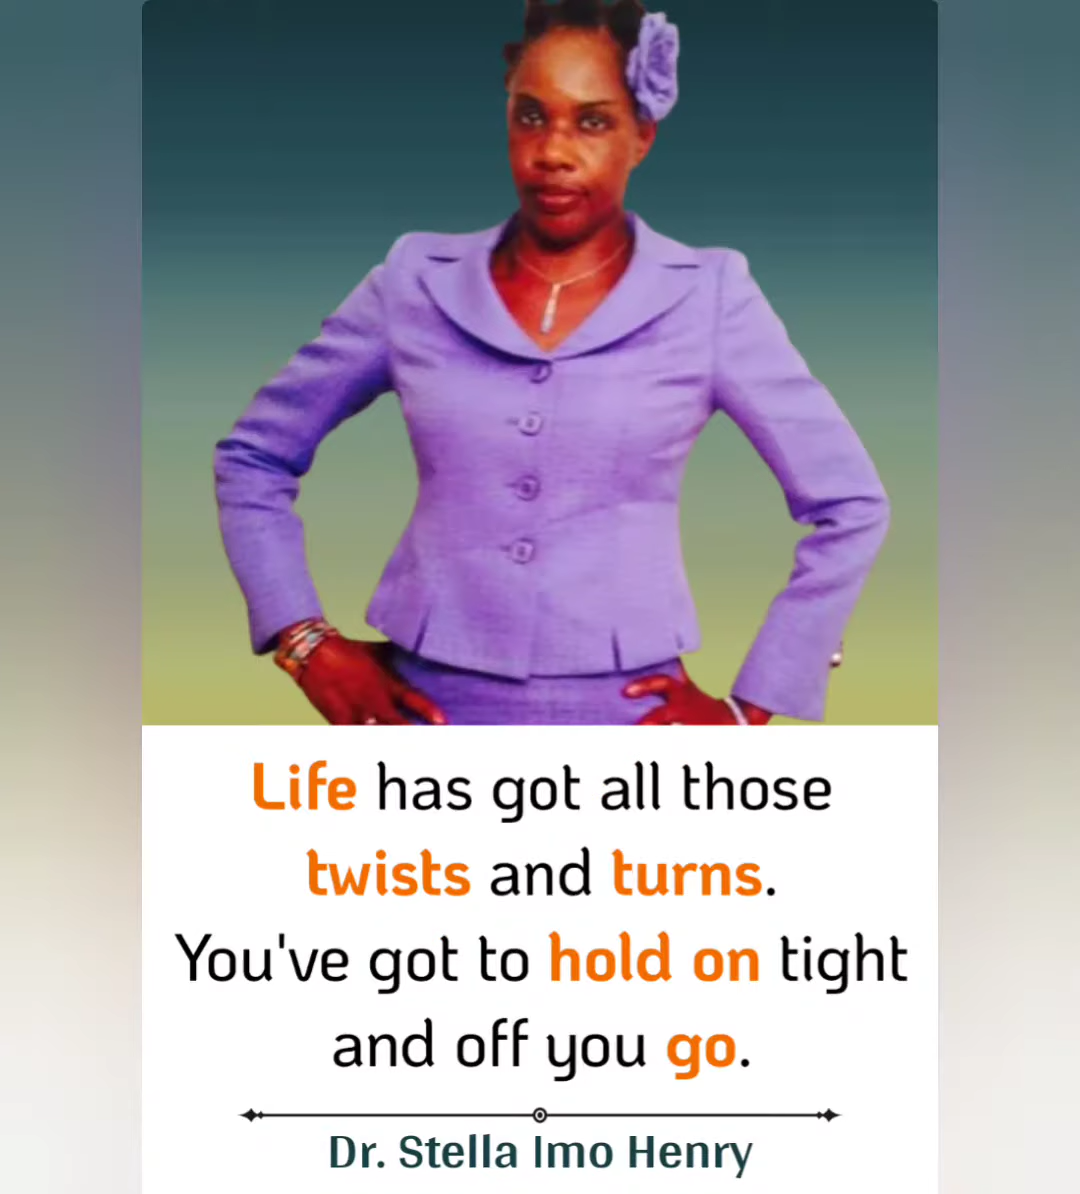 Life has got all those
twists and turns.
You've got to hold on tight
and off you go.
Dr. Stella Imo Henry